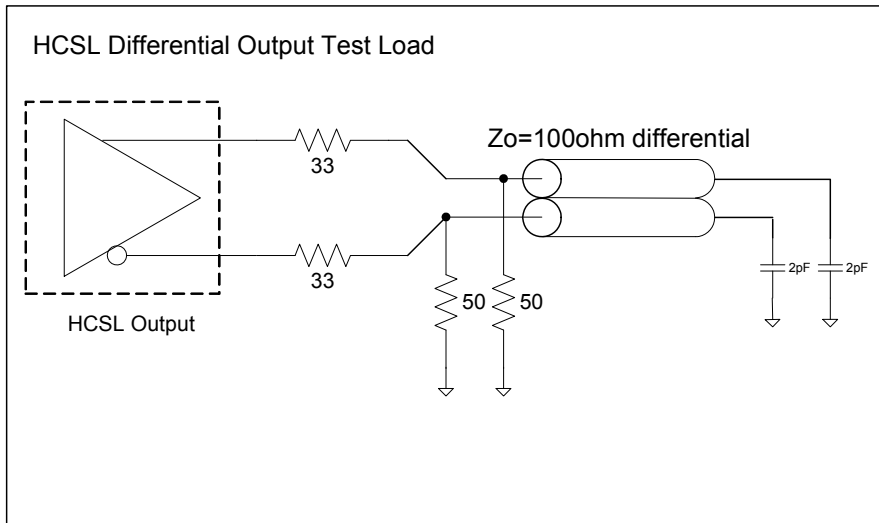 HCSL Differential Output Test Load
Zo=100ohm differential
33
33
50
50
2pF
2pF
HCSL Output